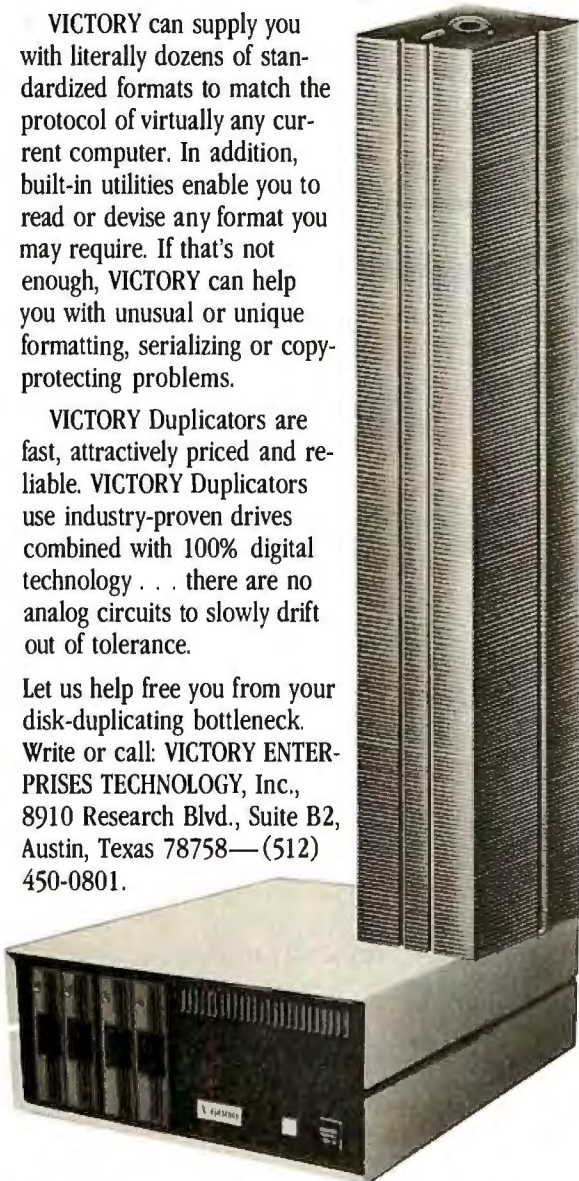 VICTORY can supply you
with literally dozens of stan-
dardized formats to match the
protocol of virtually any cur-
rent computer. In addition,
built-in utilities enable you to
read or devise any format you
may require. If that's not
enough, VICTORY can help
you with unusual or unique
formatting, serializing or copy-
protecting problems.
VICTORY Duplicators are
fast, attractively priced and re-
liable. VICTORY Duplicators
use industry-proven drives
combined with 100% digital
technology . . . there are no
analog circuits to slowly drift
out of tolerance.
Let us help free you from your
disk-duplicating bottleneck.
Write or call: VICTORY ENTER-
PRISES TECHNOLOGY, Inc.,
8910 Research Blvd., Suite B2,
Austin, Texas 78758—(512)
450-0801.